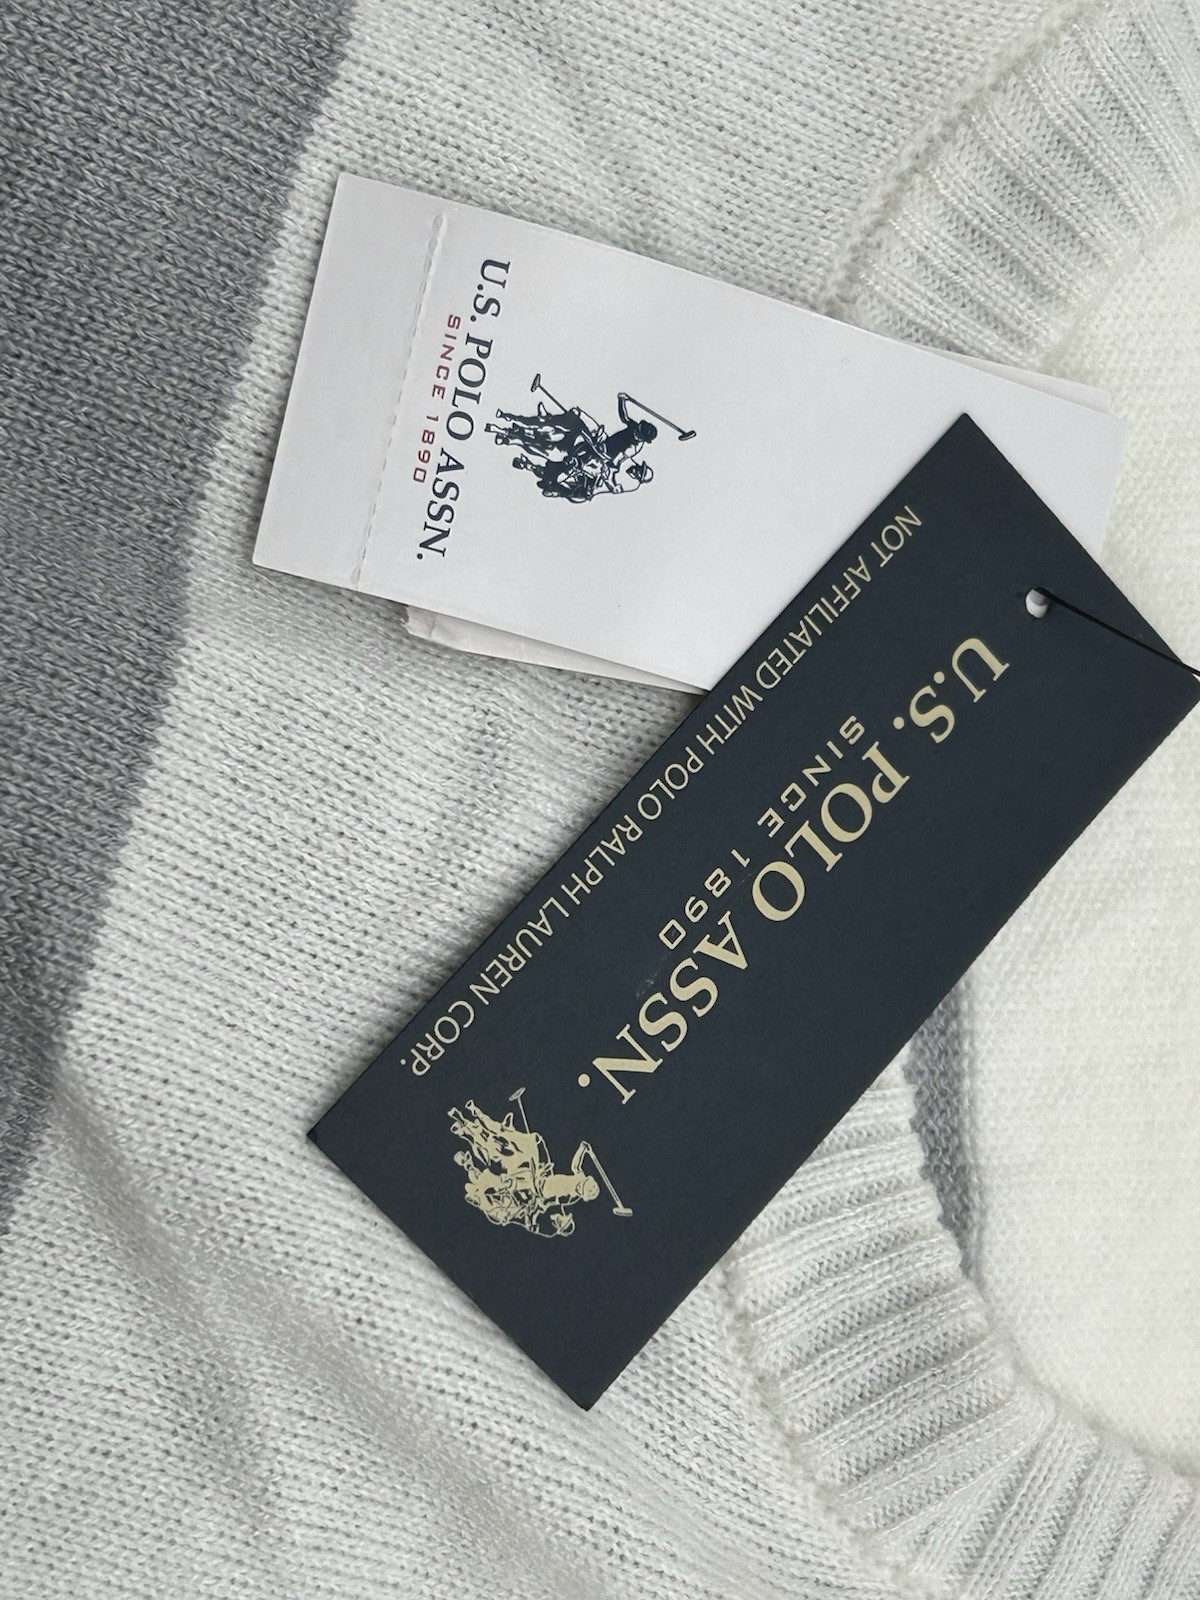 U.S. POLO ASSN.
SINCE 1890
U.S. POLO ASSN.
SINCE 1890
NOT AFFILIATED WITH POLO RALPH LAUREN CORP.